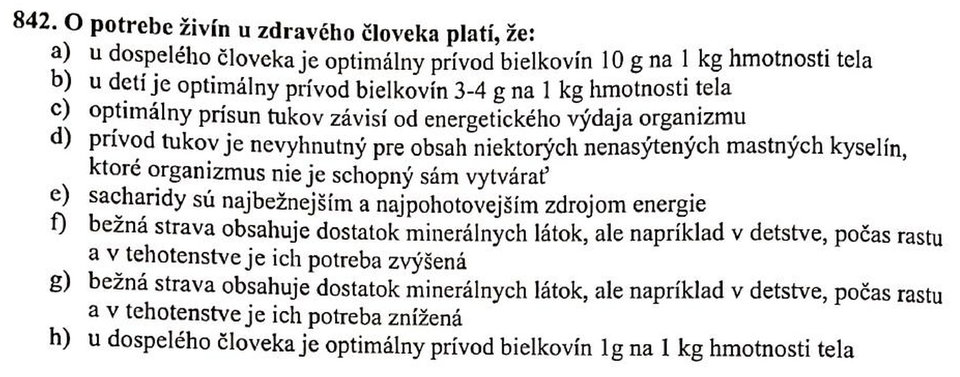 842. O potrebe živín u zdravého človeka platí, že:
a) u dospelého človeka je optimálny prívod bielkovín 10 g na 1 kg hmotnosti tela
b) u detí je optimálny prívod bielkovín 3-4 g na 1 kg hmotnosti tela
c) optimálny prísun tukov závisí od energetického výdaja organizmu
d) prívod tukov je nevyhnutný pre obsah niektorých nenasýtených mastných kyselín,
ktoré organizmus nie je schopný sám vytvárať
e) sacharidy sú najbežnejším a najpohotovejším zdrojom energie
f) bežná strava obsahuje dostatok minerálnych látok, ale napríklad v detstve, počas rastu
a v tehotenstve je ich potreba zvýšená
g) bežná strava obsahuje dostatok minerálnych látok, ale napríklad v detstve, počas rastu
a v tehotenstve je ich potreba znížená
h) u dospelého človeka je optimálny prívod bielkovín 1g na 1 kg hmotnosti tela